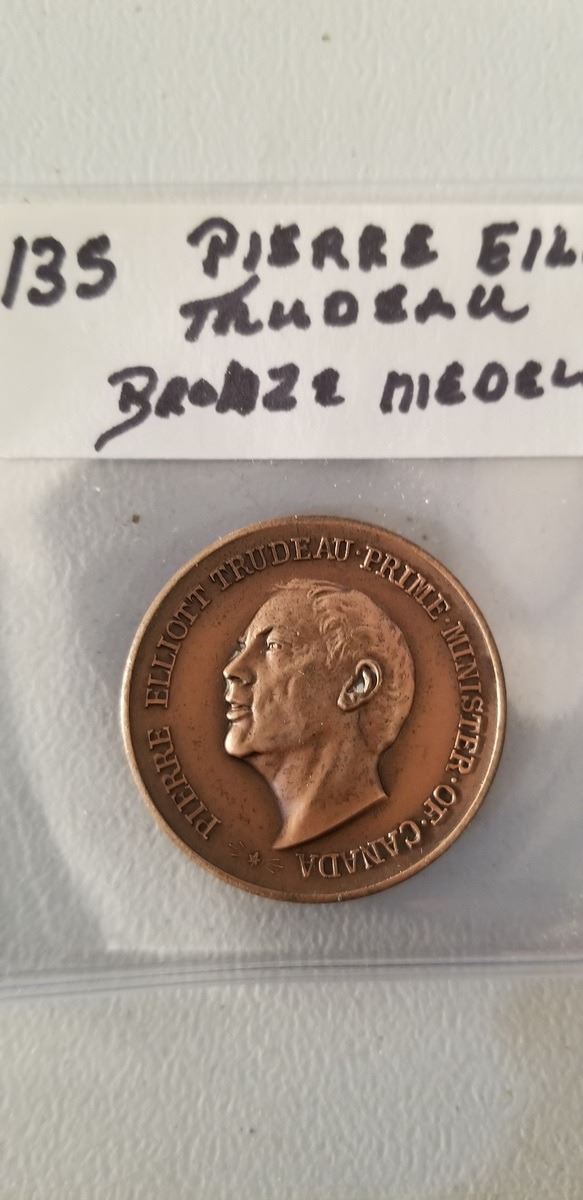 135 PIERRE EIL
TRUDEAU
BRONZE MEDEL
PIERRE ELLIOTT TRUDEAU · PRIME · MINISTER · OF · CANADA